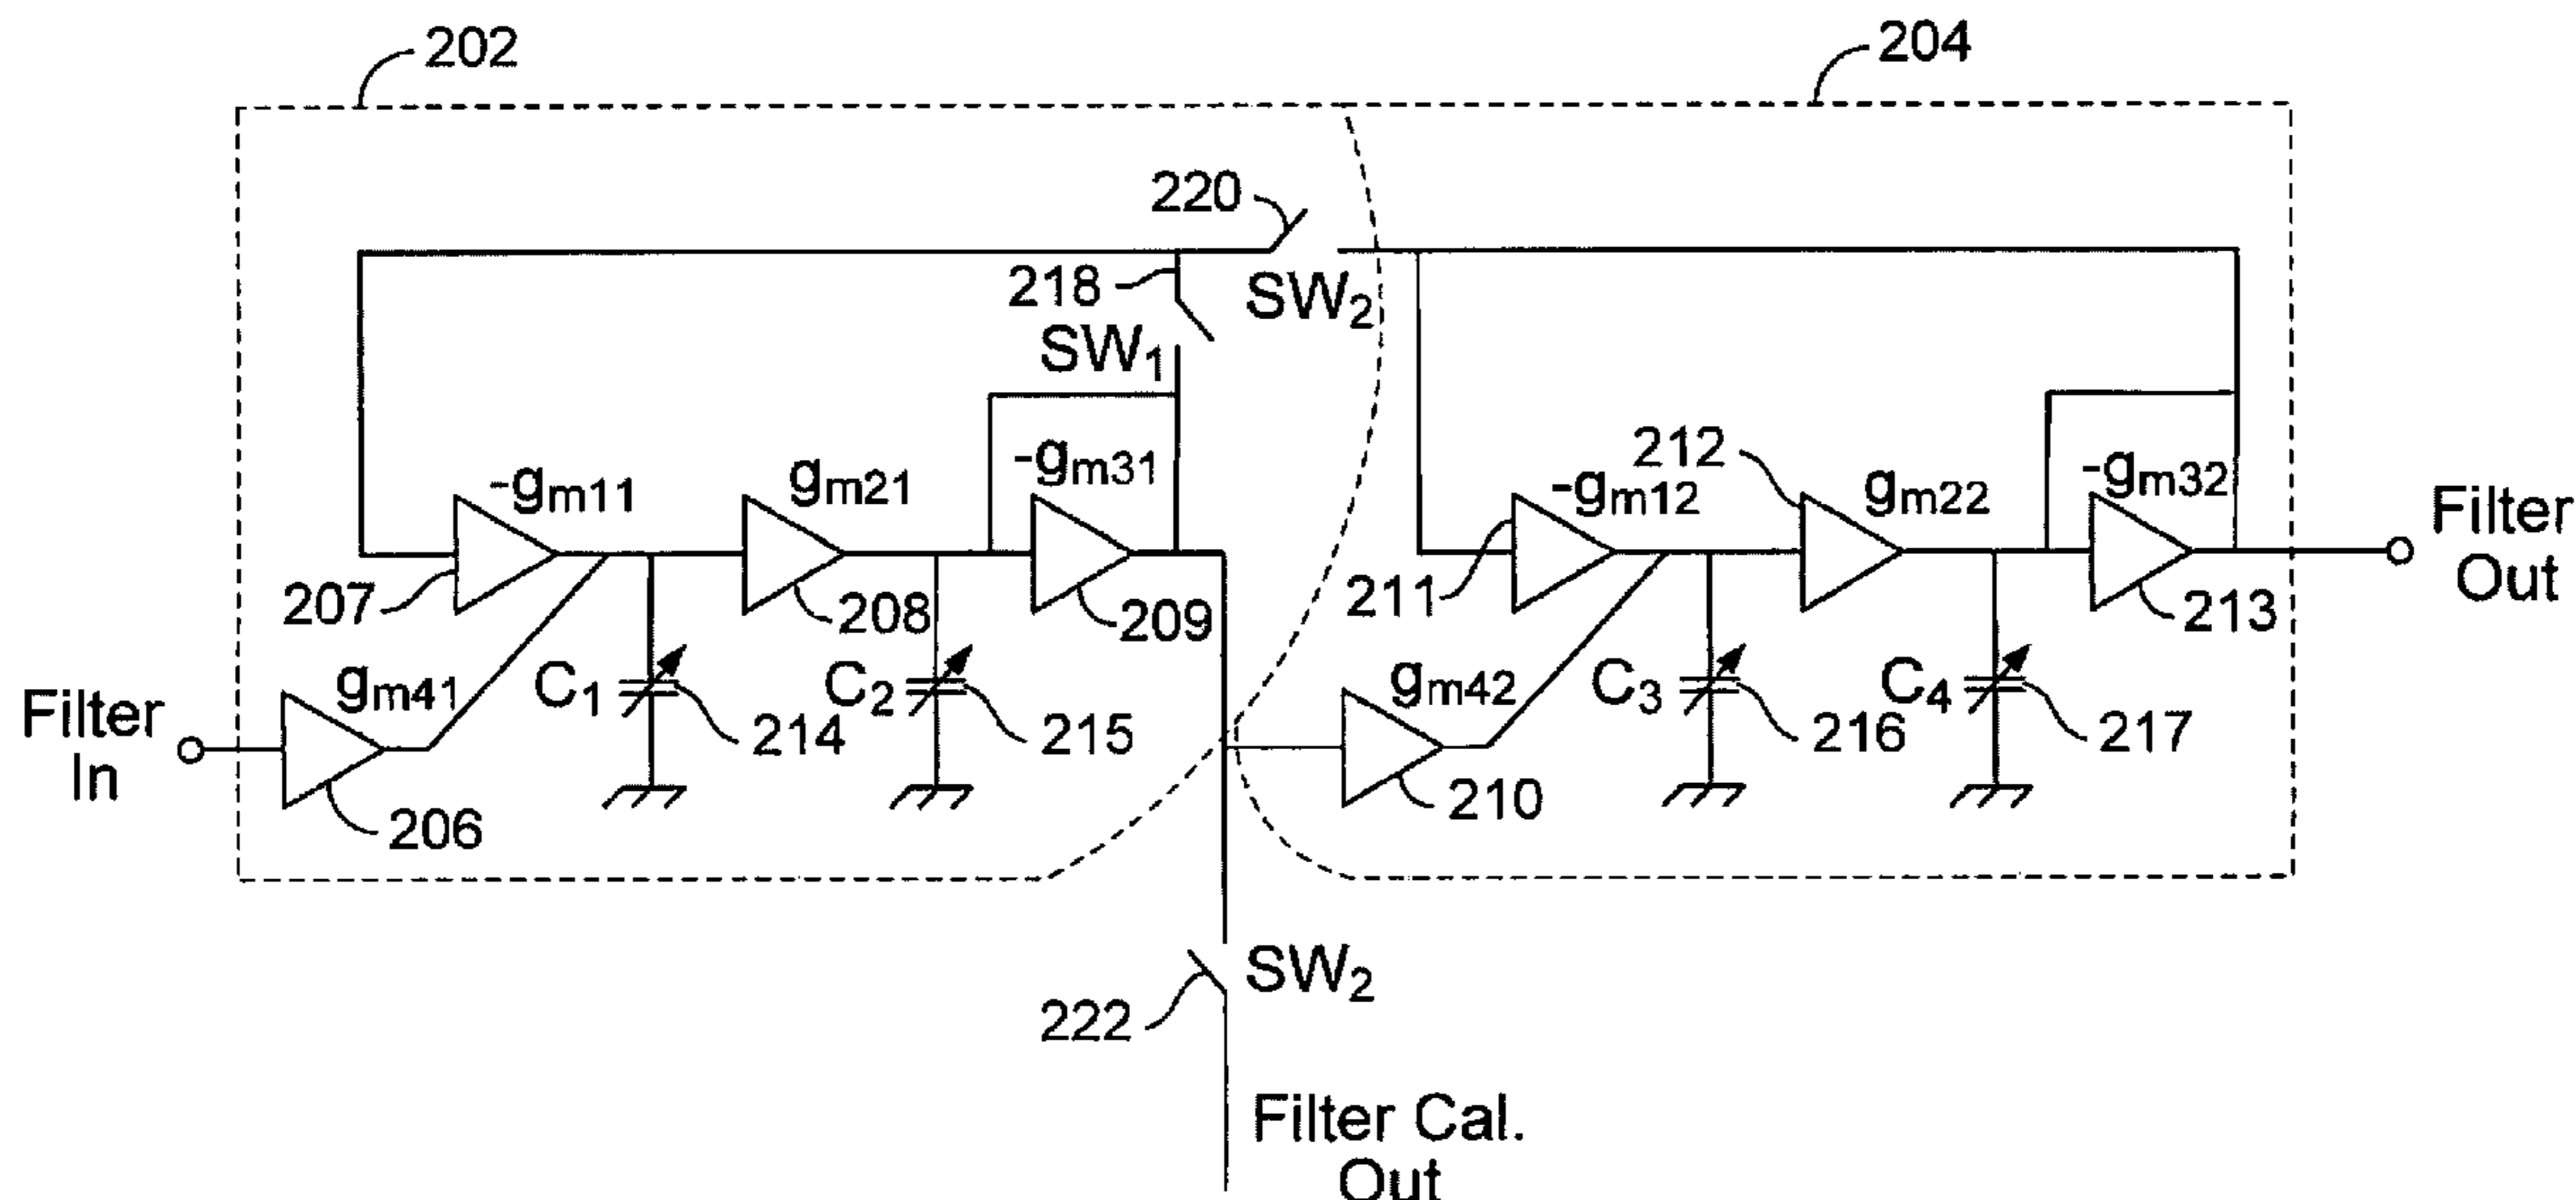 202
204
220
218
SW₂
SW₁
-gm11
gm21
-gm31
212
-gm12
gm22
-gm32
Filter
Out
207
208
209
211
213
gm41
C₁
C₂
gm42
C₃
C₄
Filter
In
214
215
216
217
206
210
SW₂
222
Filter Cal.
Out